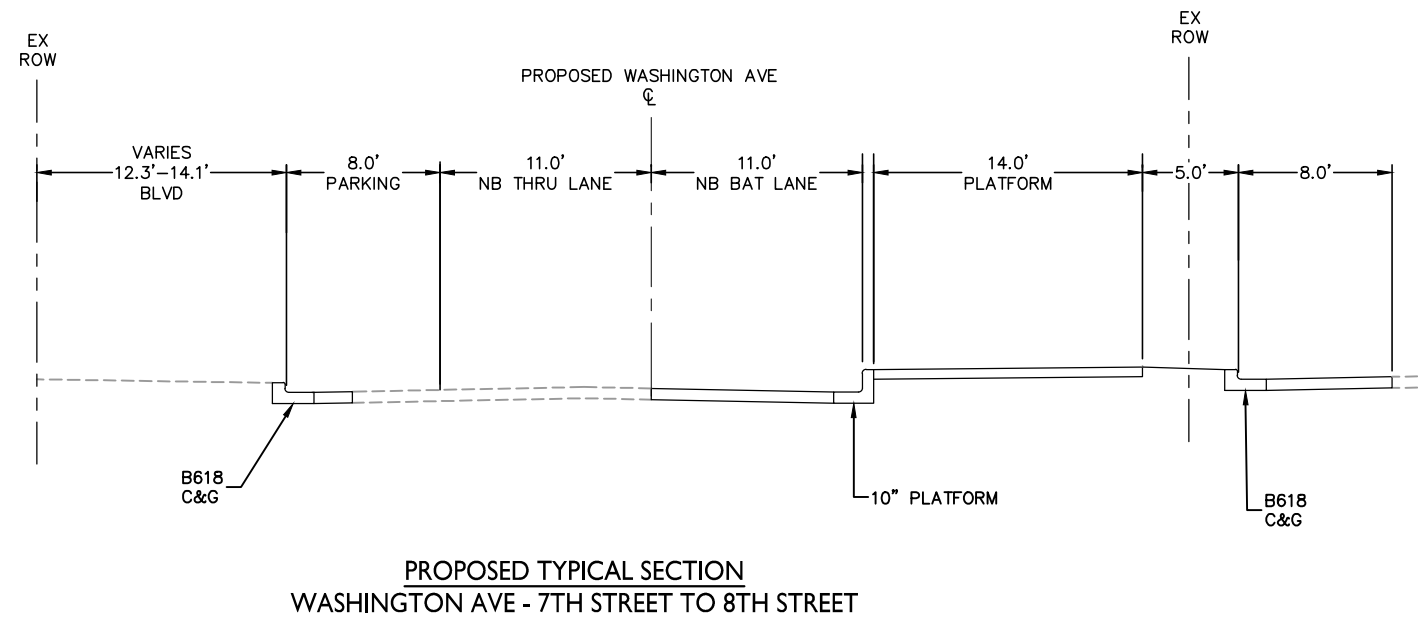 EX
ROW
EX
ROW
PROPOSED WASHINGTON AVE
℄
VARIES
12.3'-14.1'
BLVD
8.0'
PARKING
11.0'
NB THRU LANE
11.0'
NB BAT LANE
14.0'
PLATFORM
5.0'
8.0'
B618
C&G
10" PLATFORM
B618
C&G
PROPOSED TYPICAL SECTION
WASHINGTON AVE - 7TH STREET TO 8TH STREET